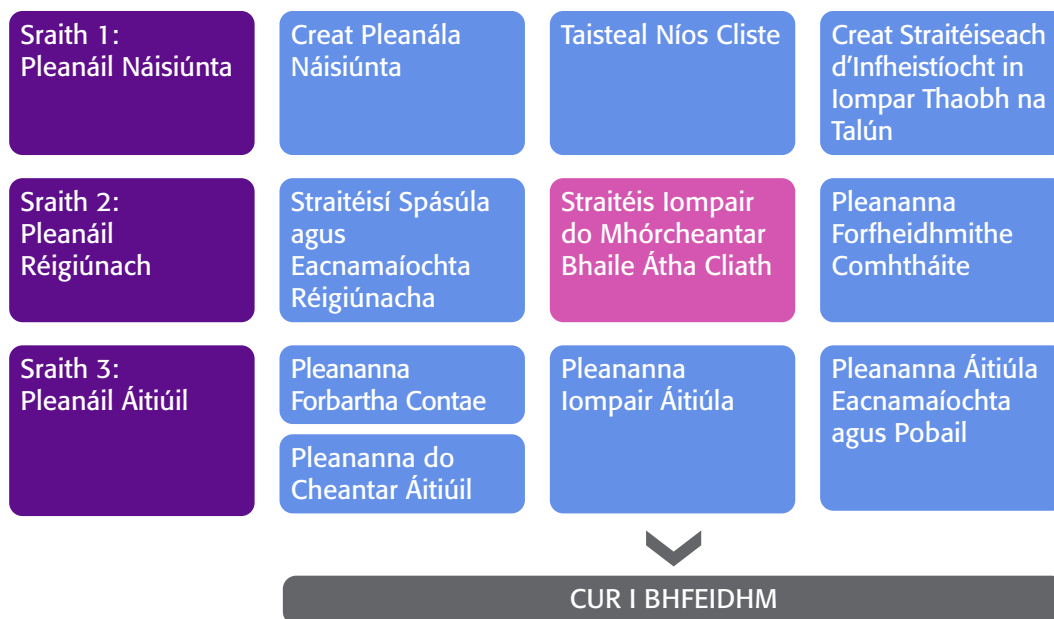 Sraith 1:
Pleanáil Náisiúnta
Creat Pleanála
Náisiúnta
Taisteal Níos Cliste
Creat Straitéiseach
d'Infheistíocht in
Iompar Thaobh na
Talún
Sraith 2:
Pleanáil
Réigiúnach
Straitéisí Spásúla
agus
Eacnamaíochta
Réigiúnacha
Straitéis Iompair
do Mhórcheantar
Bhaile Átha Cliath
Pleananna
Forfheidhmithe
Comhtháite
Sraith 3:
Pleanáil Áitiúil
Pleananna
Forbartha Contae
Pleananna do
Cheantar Áitiúil
Pleananna
Iompair Áitiúla
Pleananna Áitiúla
Eacnamaíochta
agus Pobail
CUR I BHFEIDHM